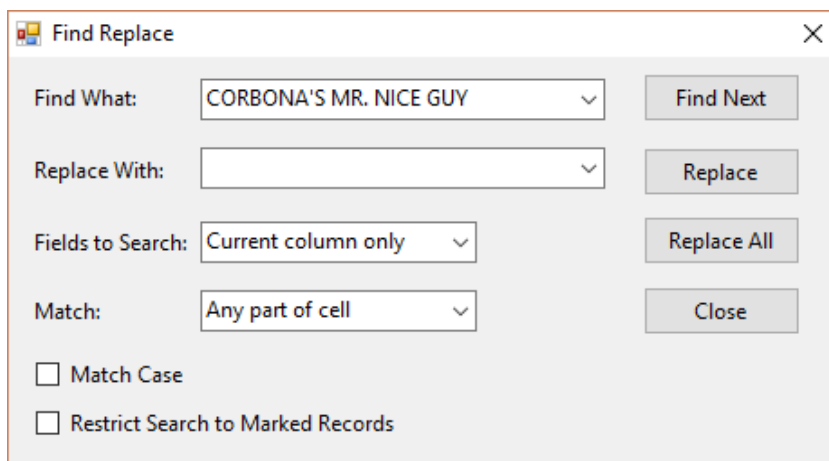 Find Replace
Find What: CORBONA'S MR. NICE GUY Find Next
Replace With: Replace
Fields to Search: Current column only Replace All
Match: Any part of cell Close
Match Case
Restrict Search to Marked Records